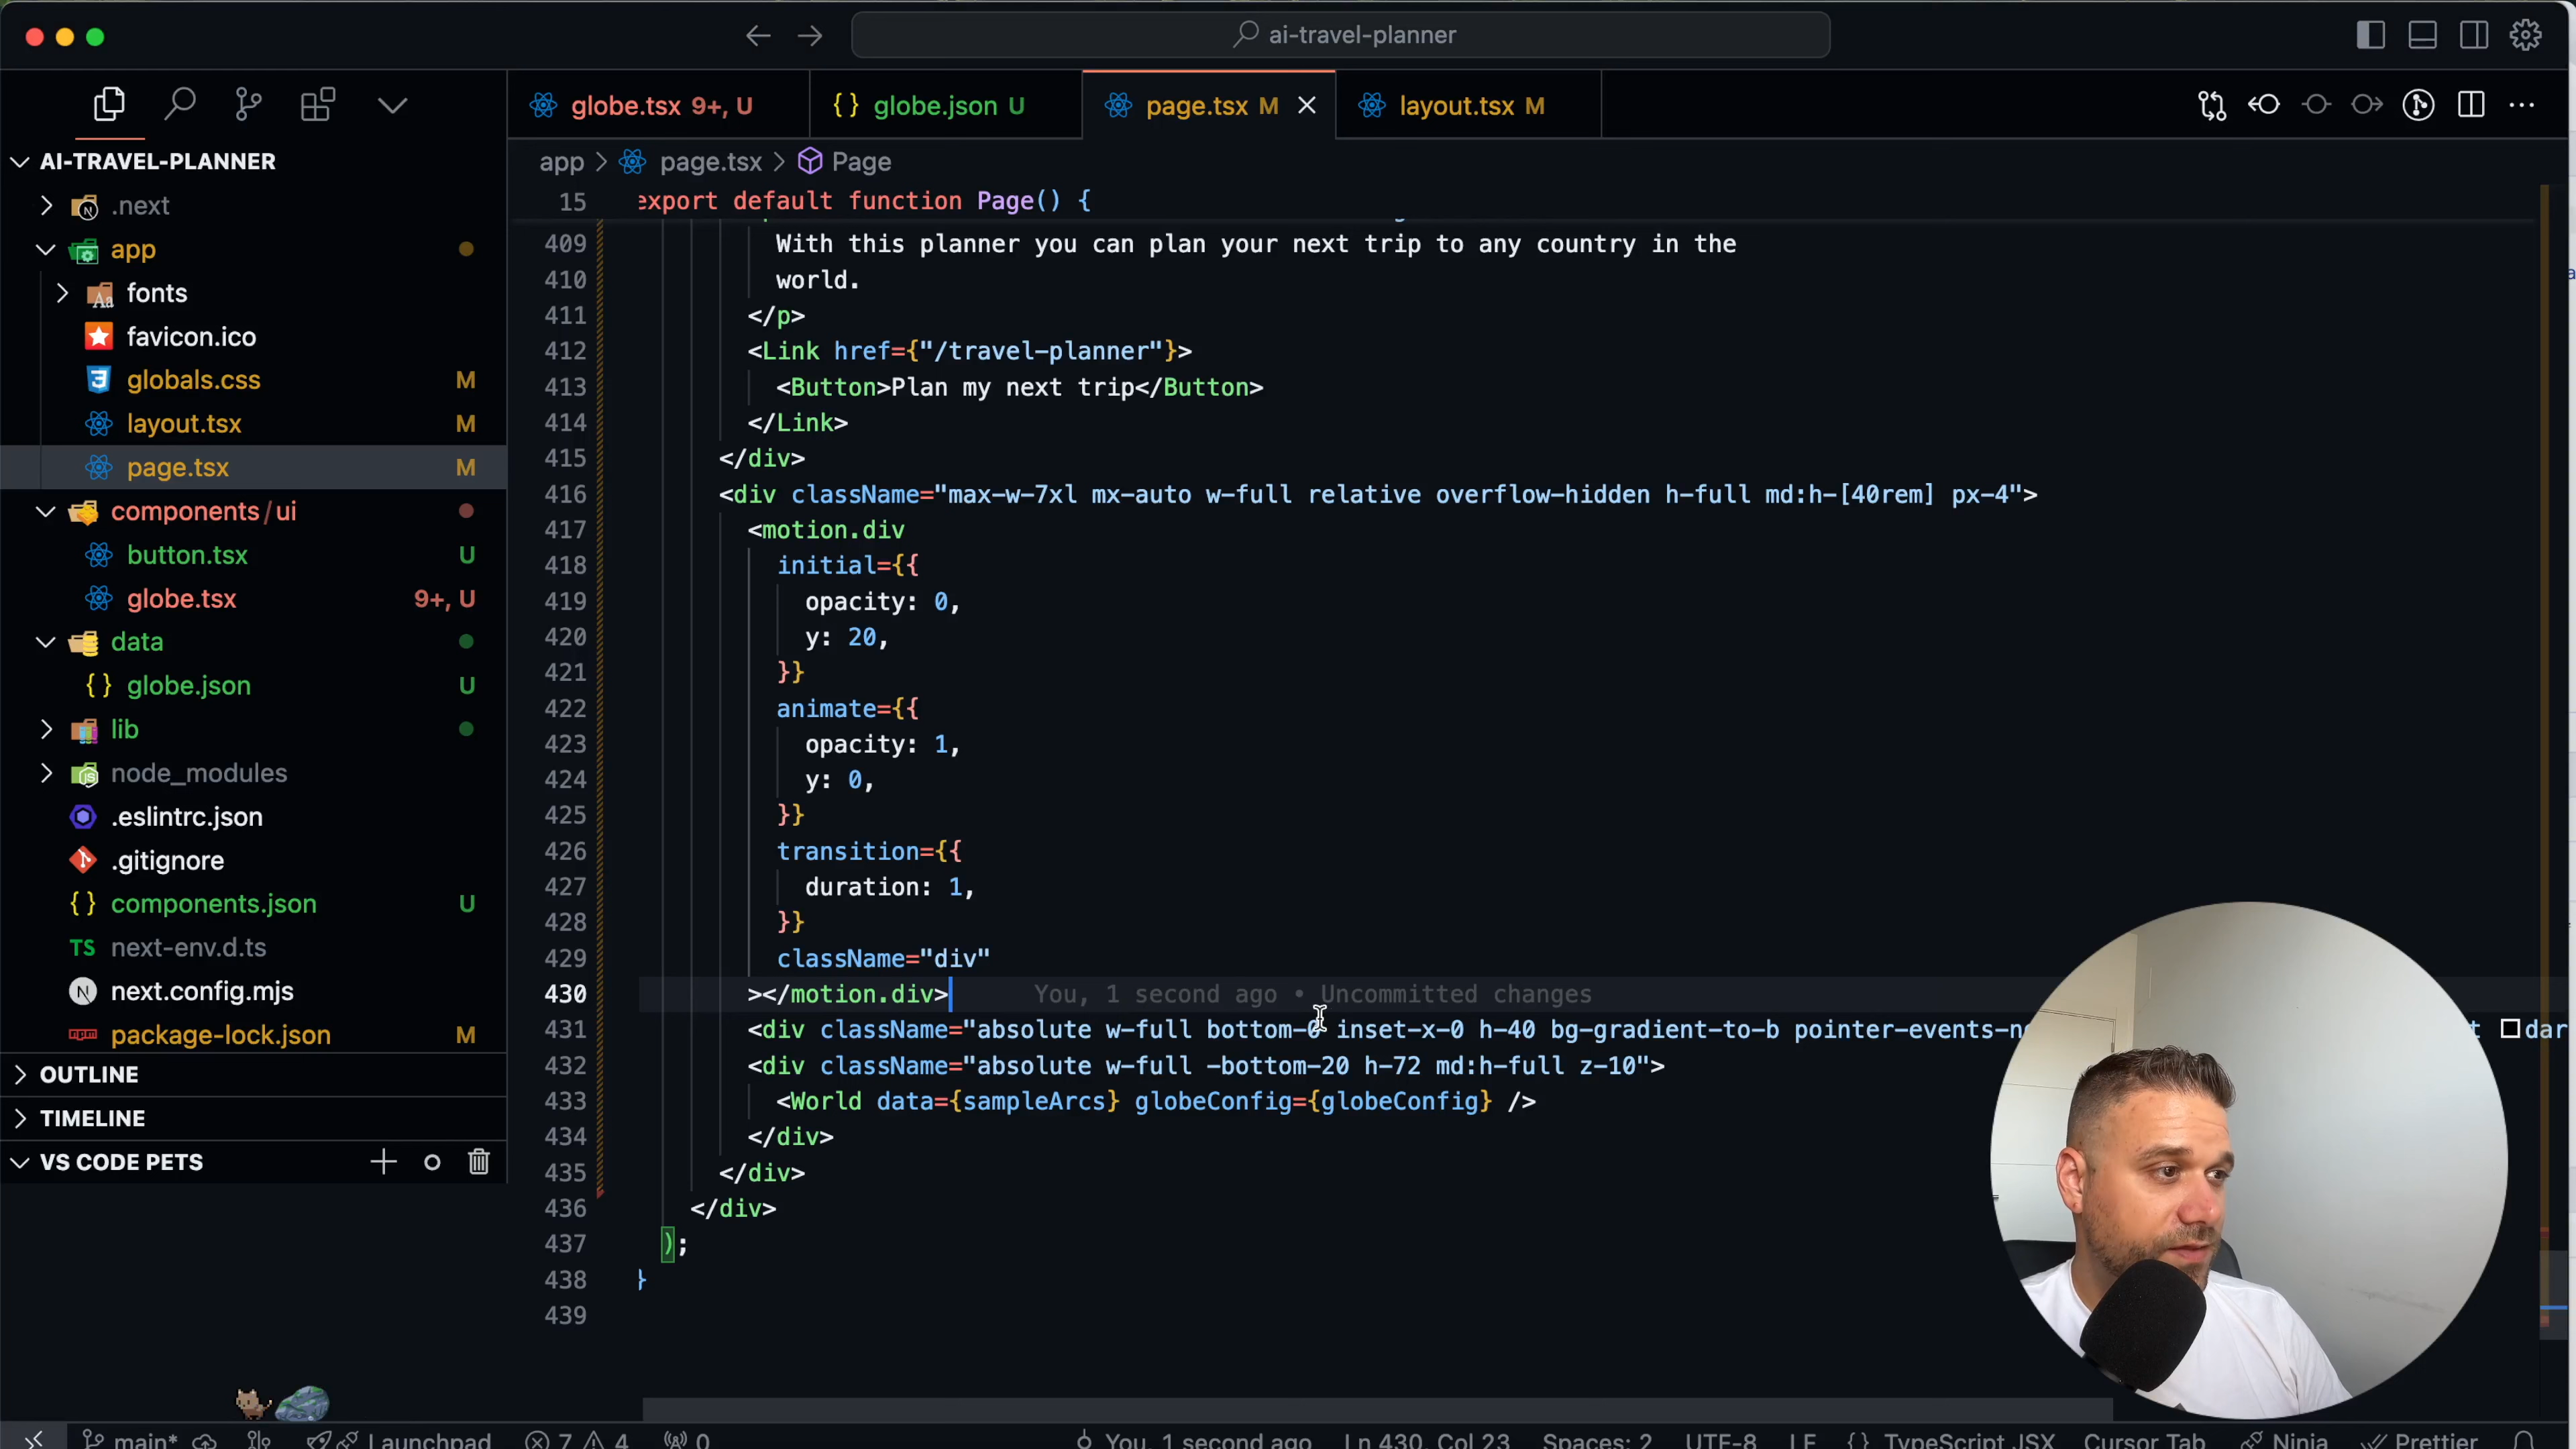 ai-travel-planner
globe.tsx 9+, U
{ } globe.json U
page.tsx M
layout.tsx M
AI-TRAVEL-PLANNER
.next
app
fonts
favicon.ico
globals.css M
layout.tsx M
page.tsx M
components/ui
button.tsx U
globe.tsx 9+, U
data
{ } globe.json U
lib
node_modules
.eslintrc.json
.gitignore
{ } components.json U
TS next-env.d.ts
next.config.mjs
package-lock.json M
OUTLINE
TIMELINE
VS CODE PETS
app > page.tsx > Page
15 export default function Page() {
409 With this planner you can plan your next trip to any country in the
410 world.
411 </p>
412 <Link href={"/travel-planner"}>
413 <Button>Plan my next trip</Button>
414 </Link>
415 </div>
416 <div className="max-w-7xl mx-auto w-full relative overflow-hidden h-full md:h-[40rem] px-4">
417 <motion.div
418 initial={{
419 opacity: 0,
420 y: 20,
421 }}
422 animate={{
423 opacity: 1,
424 y: 0,
425 }}
426 transition={{
427 duration: 1,
428 }}
429 className="div"
430 ></motion.div> You, 1 second ago • Uncommitted changes
431 <div className="absolute w-full bottom-0 inset-x-0 h-40 bg-gradient-to-b
432 <div className="absolute w-full -bottom-20 h-72 md:h-full z-10">
433 <World data={sampleArcs} globeConfig={globeConfig} />
434 </div>
435 </div>
436 </div>
437 );
438 }
439
main* Launchpad 7 4 0 You, 1 second ago Ln 430, Col 23 Spaces: 2 UTF-8 LF { } TypeScript JSX Cursor Tab Ninja Prettier